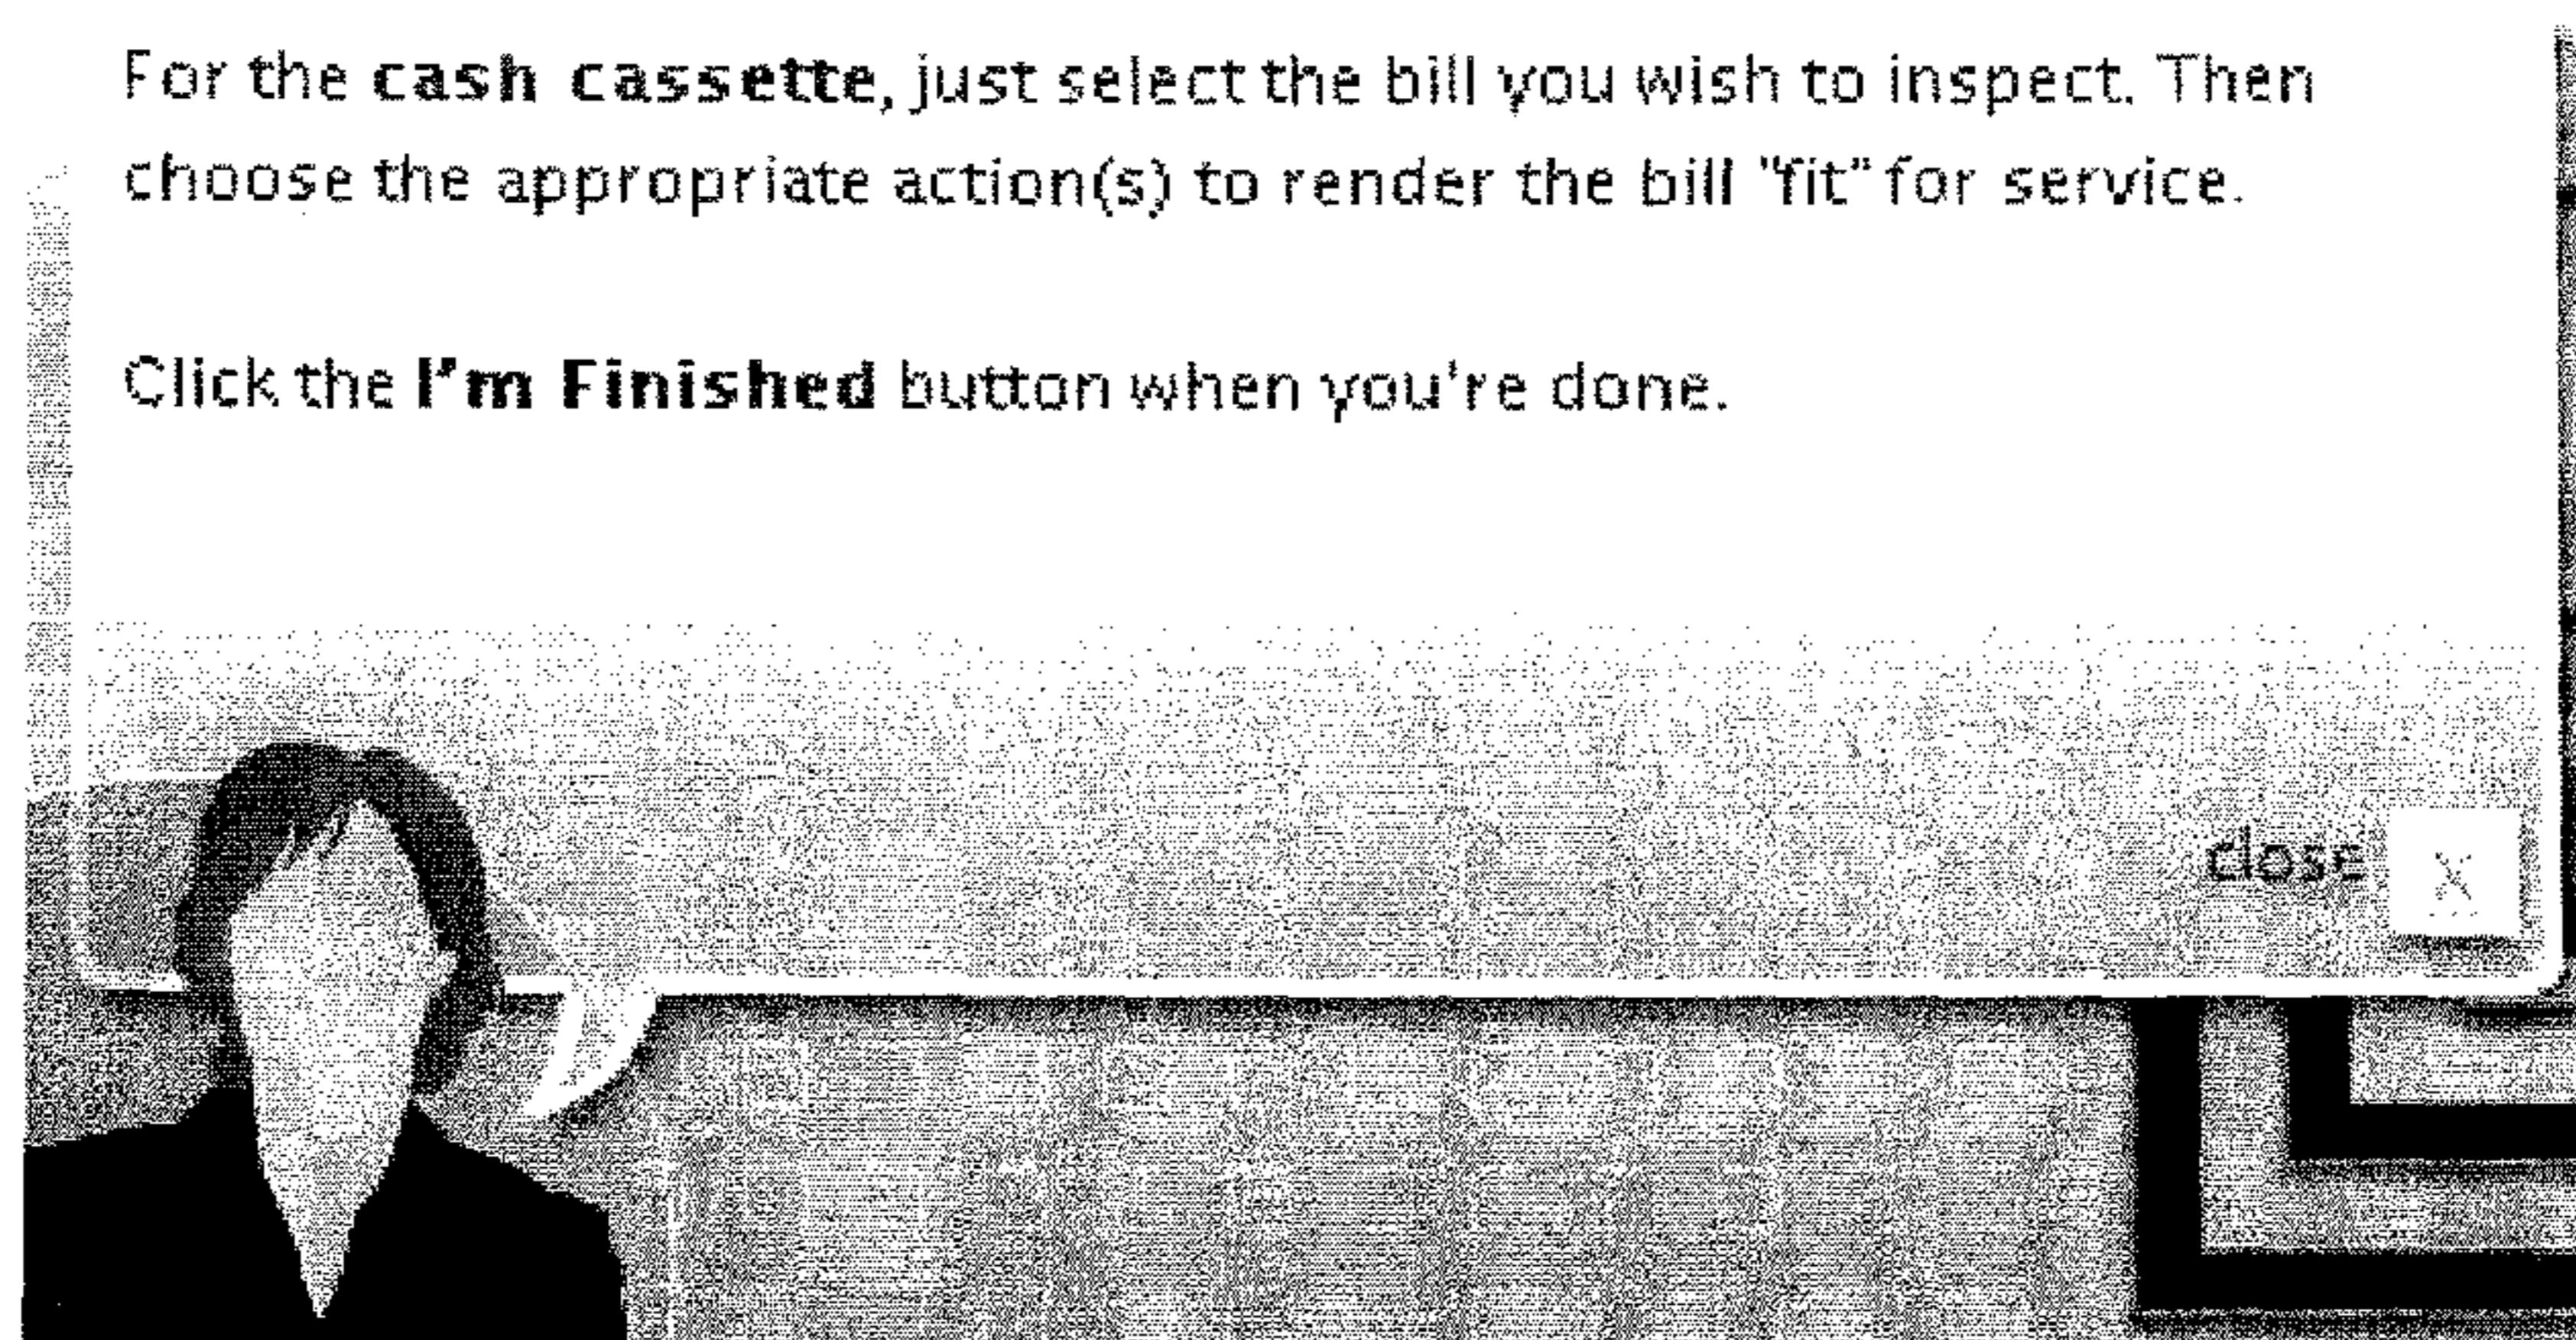 For the cash cassette, just select the bill you wish to inspect. Then
choose the appropriate action(s) to render the bill "fit" for service.
Click the I'm Finished button when you're done.
close X